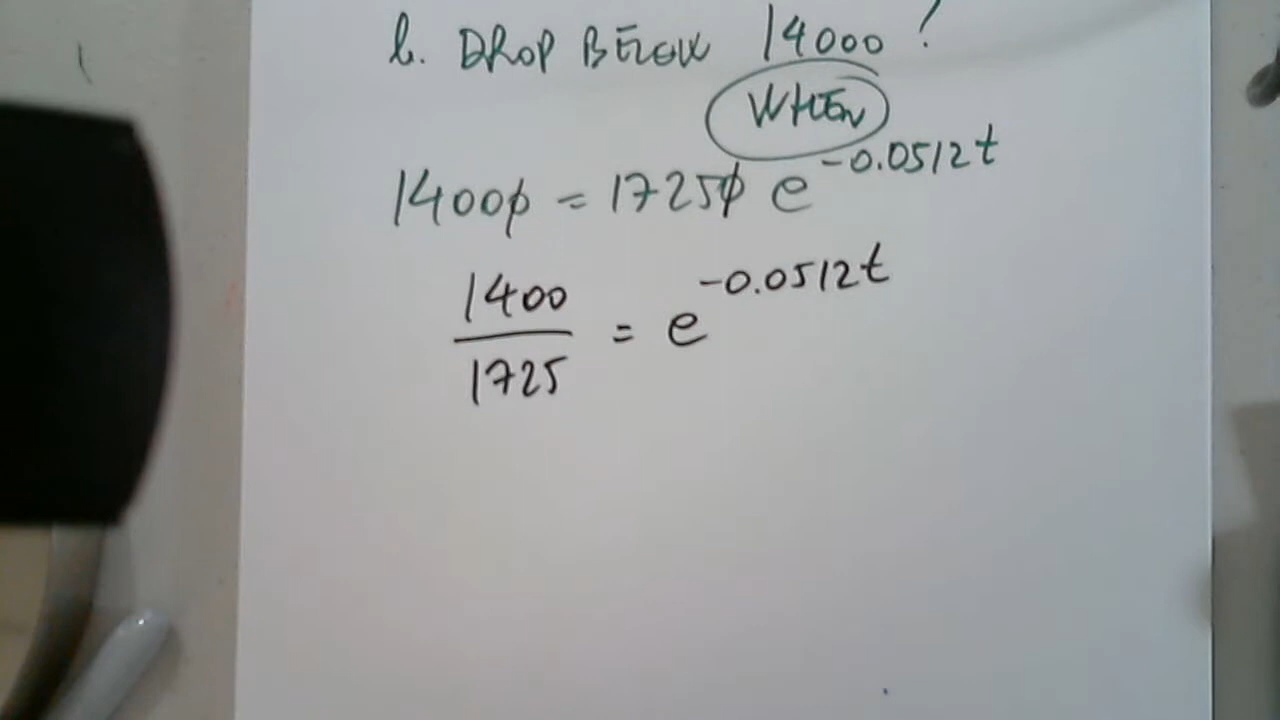 b. DROP BELOW 14000?
WHEN
14000 = 17250 e^-0.0512t
1400/1725 = e^-0.0512t